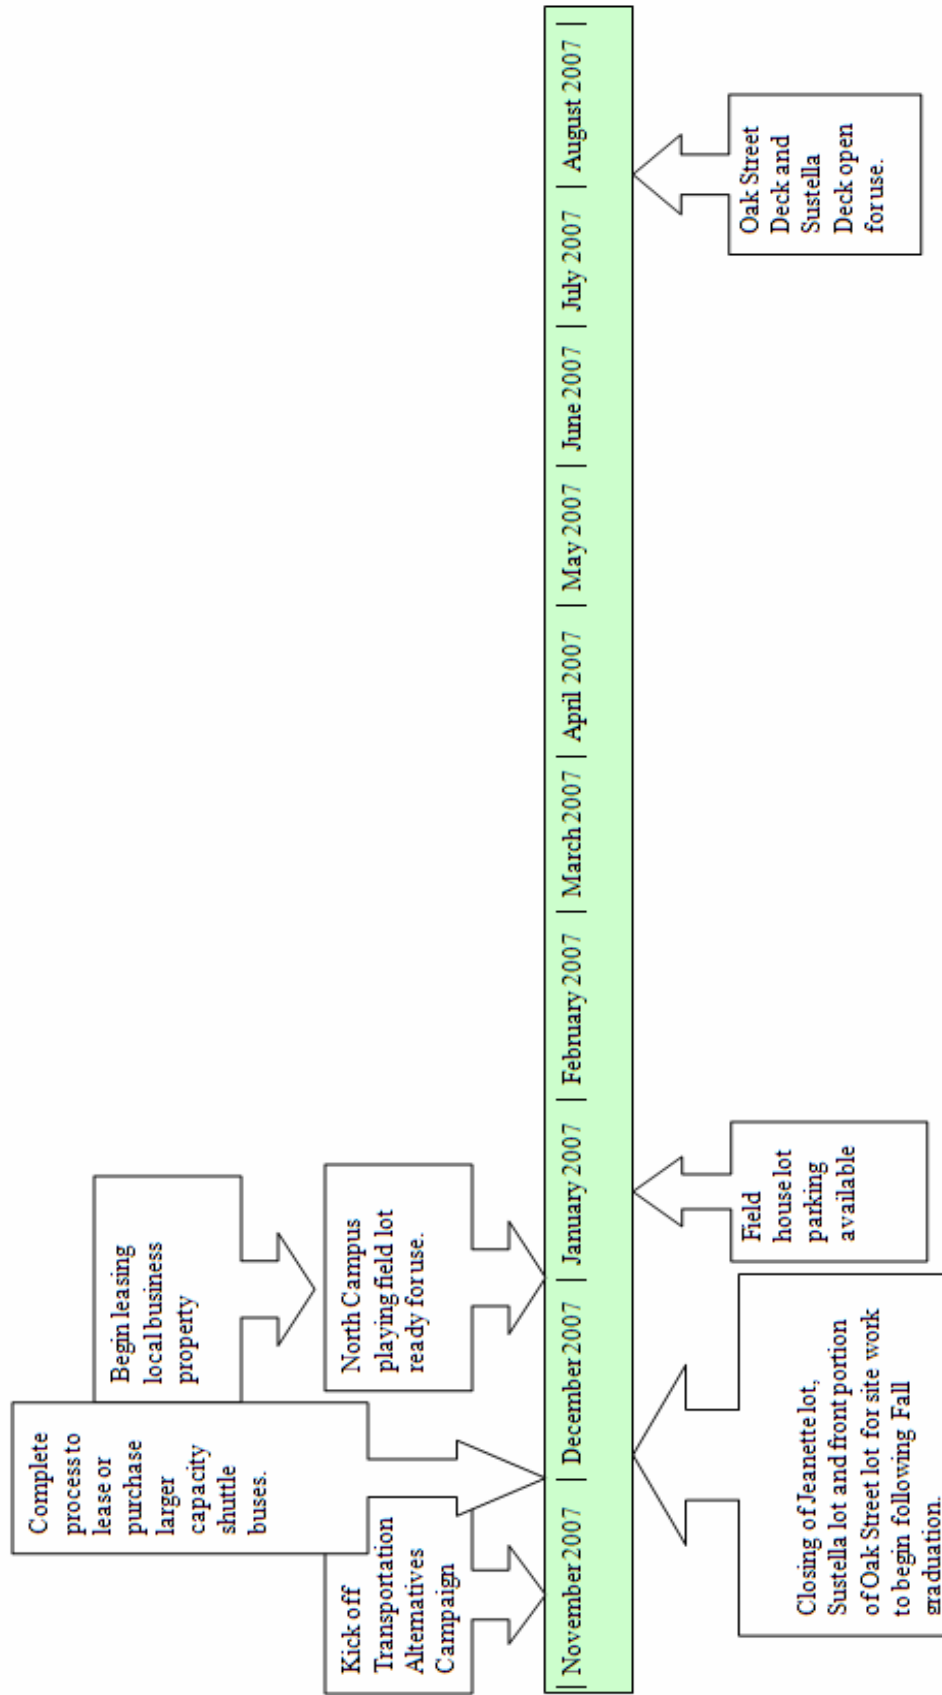 Complete
process to
lease or
purchase
larger
capacity
shuttle
buses.
Begin leasing
local business
property
Kick off
Transportation
Alternatives
Campaign
North Campus
playing field lot
ready for use.
| November 2007 | December 2007 | January 2007 | February 2007 | March 2007 | April 2007 | May 2007 | June 2007 | July 2007 | August 2007 |
Closing of Jeanette lot,
Sustella lot and front portion
of Oak Street lot for site work
to begin following Fall
graduation.
Field
house lot
parking
available
Oak Street
Deck and
Sustella
Deck open
for use.